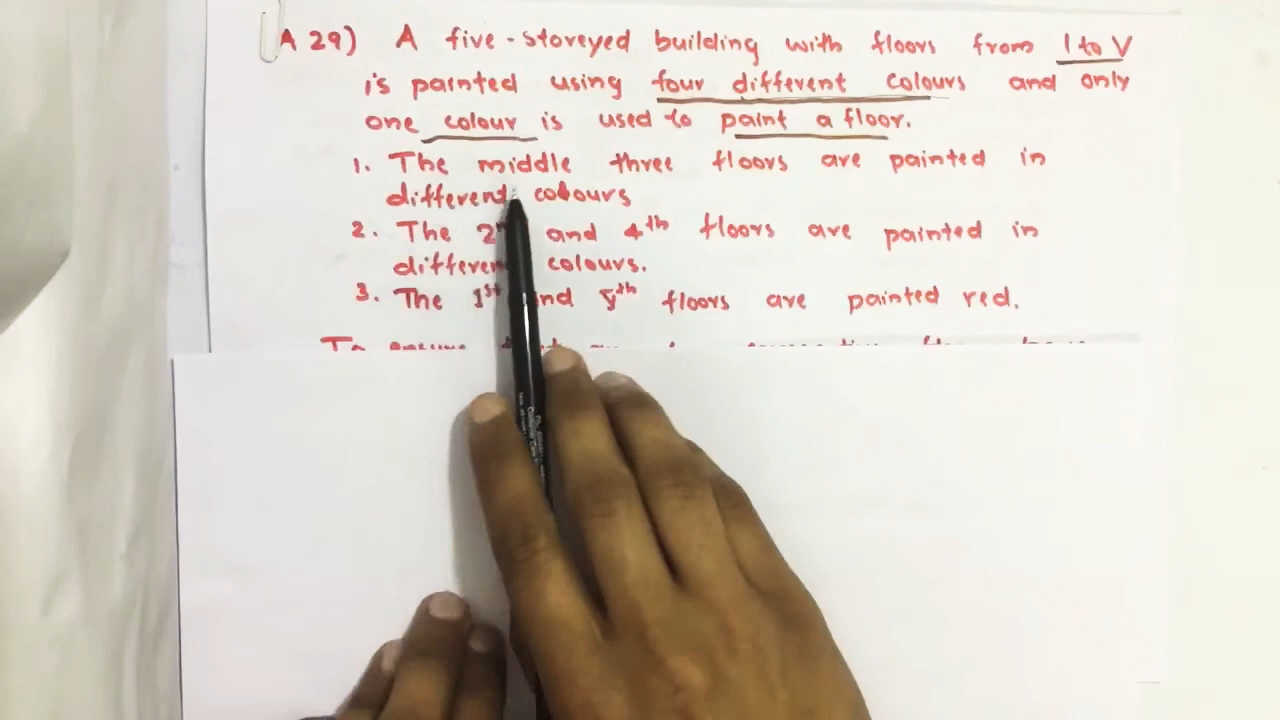 A 29) A five-storeyed building with floors from I to V
is painted using four different colours and only
one colour is used to paint a floor.
1. The middle three floors are painted in
different colours
2. The 2nd and 4th floors are painted in
different colours.
3. The 1st and 5th floors are painted red.